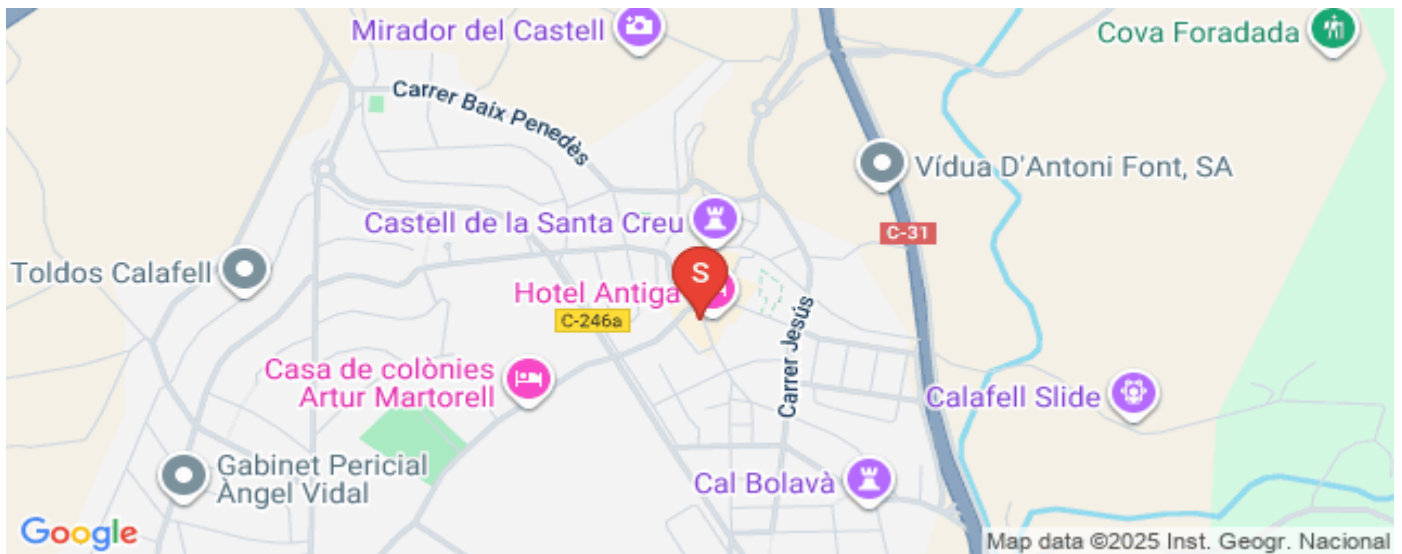 Mirador del Castell
Cova Foradada
Carrer Baix Penedès
Vídua D'Antoni Font, SA
Castell de la Santa Creu
C-31
Toldos Calafell
S
Hotel Antiga
C-246a
Carrer Jesús
Casa de colònies
Artur Martorell
Calafell Slide
Gabinet Pericial
Àngel Vidal
Cal Bolavà
Google
Map data ©2025 Inst. Geogr. Nacional